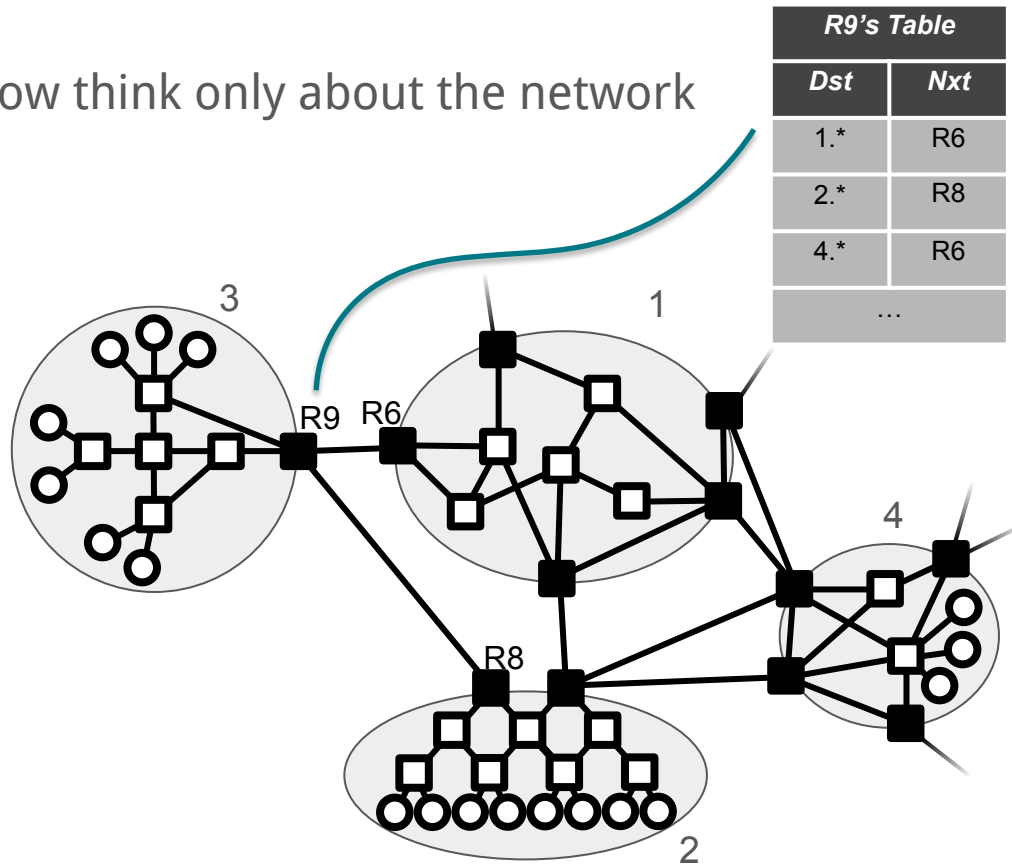 ow think only about the network
R9's Table
Dst Nxt
1.* R6
2.* R8
4.* R6
…
3
1
R9 R6
4
R8
2